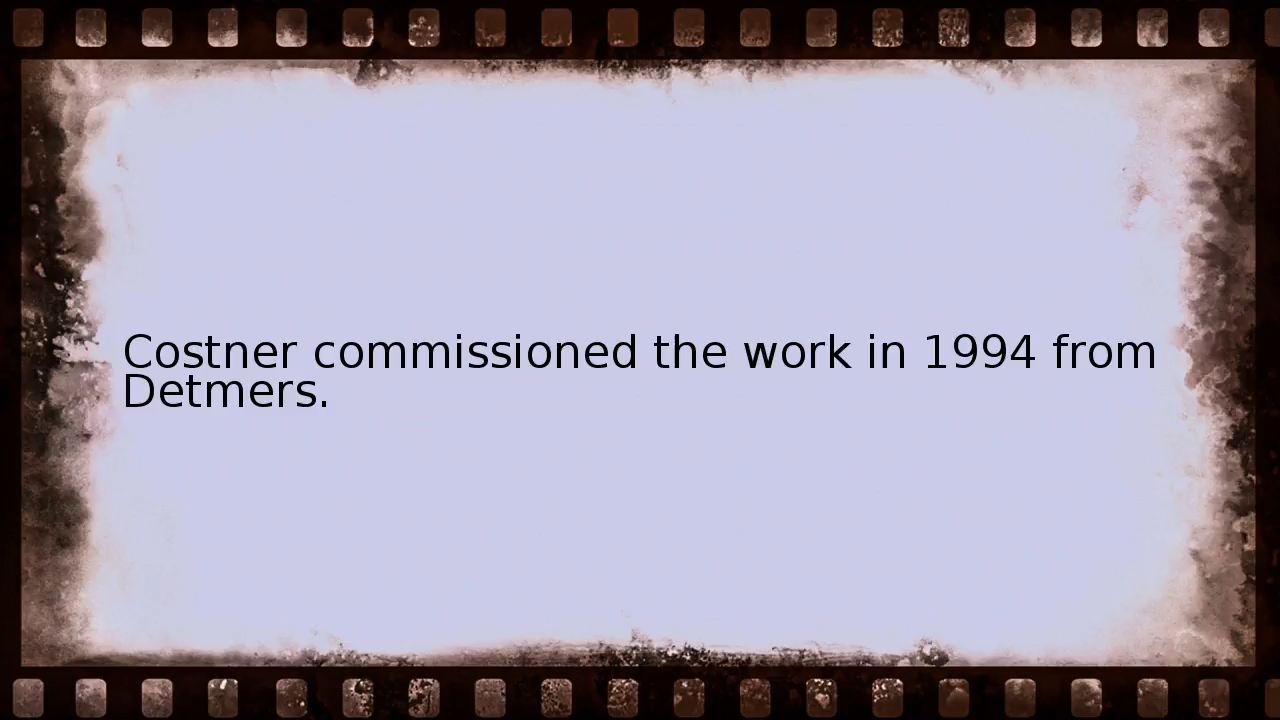 Costner commissioned the work in 1994 from
Detmers.